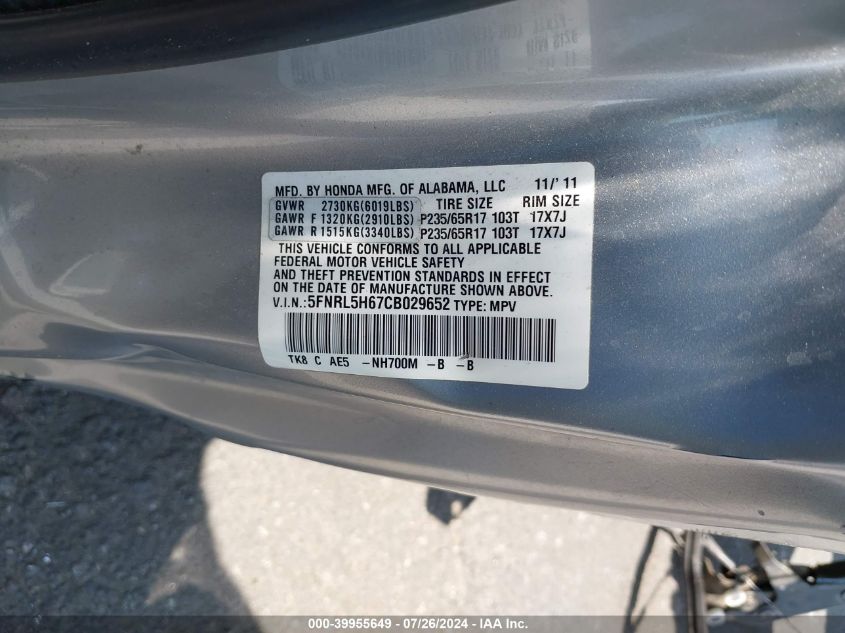 MFD. BY HONDA MFG. OF ALABAMA, LLC 11/'11
GVWR 2730KG(6019LBS) TIRE SIZE RIM SIZE
GAWR F 1320KG(2910LBS) P235/65R17 103T 17X7J
GAWR R 1515KG(3340LBS) P235/65R17 103T 17X7J
THIS VEHICLE CONFORMS TO ALL APPLICABLE
FEDERAL MOTOR VEHICLE SAFETY
AND THEFT PREVENTION STANDARDS IN EFFECT
ON THE DATE OF MANUFACTURE SHOWN ABOVE.
V.I.N.:5FNRL5H67CB029652 TYPE: MPV
TK8 C AE5 -NH700M -B -B
000-39955649 - 07/26/2024 - IAA Inc.